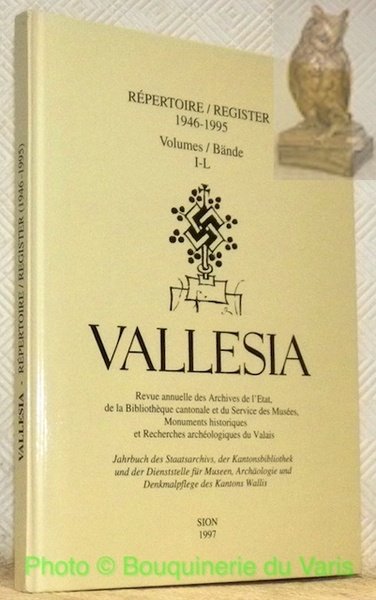 RÉPERTOIRE / REGISTER
1946-1995
Volumes / Bände
I-L
VALLESIA
Revue annuelle des Archives de l'Etat,
de la Bibliothèque cantonale et du Service des Musées,
Monuments historiques
et Recherches archéologiques du Valais
Jahrbuch des Staatsarchivs, der Kantonsbibliothek
und der Dienststelle für Museen, Archäologie und
Denkmalpflege des Kantons Wallis
SION
1997
VALLESIA - RÉPERTOIRE / REGISTER (1946-1995)
Photo © Bouquinerie du Varis